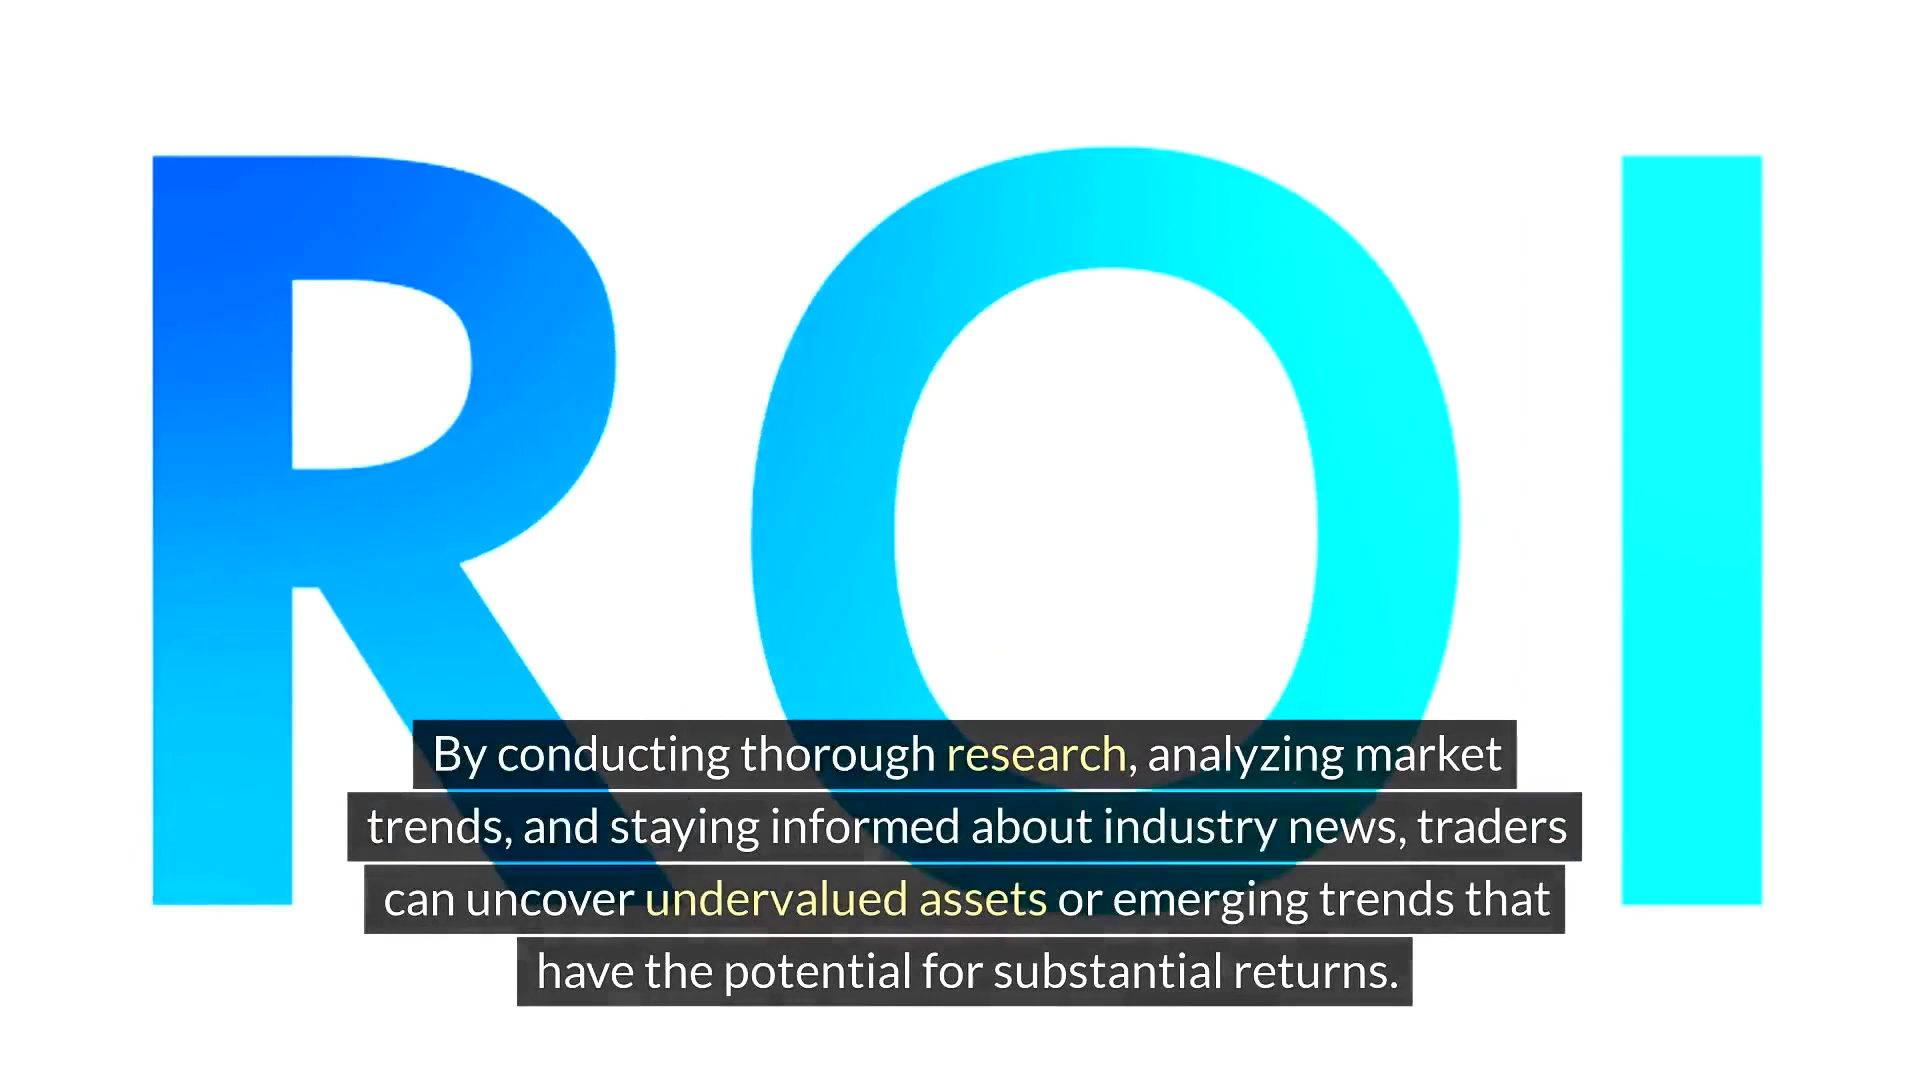 ROI
By conducting thorough research, analyzing market
trends, and staying informed about industry news, traders
can uncover undervalued assets or emerging trends that
have the potential for substantial returns.